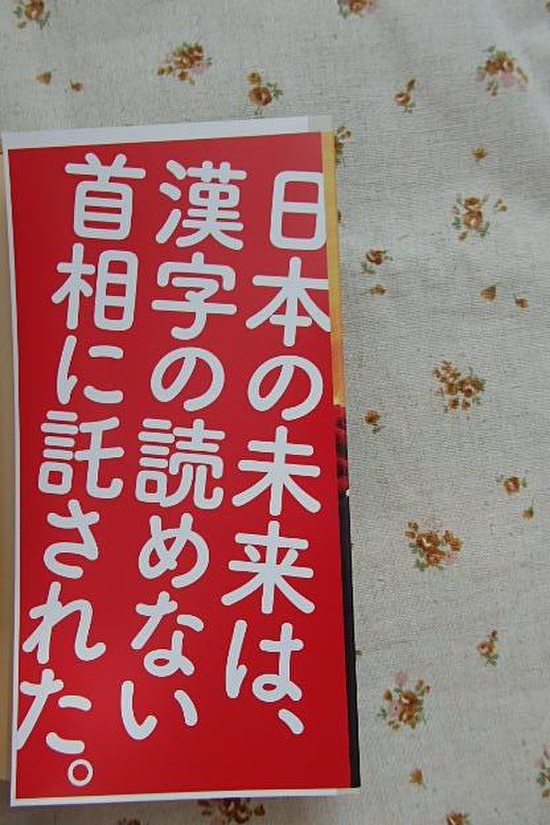 日本の未来は、
漢字の読めない
首相に託された。